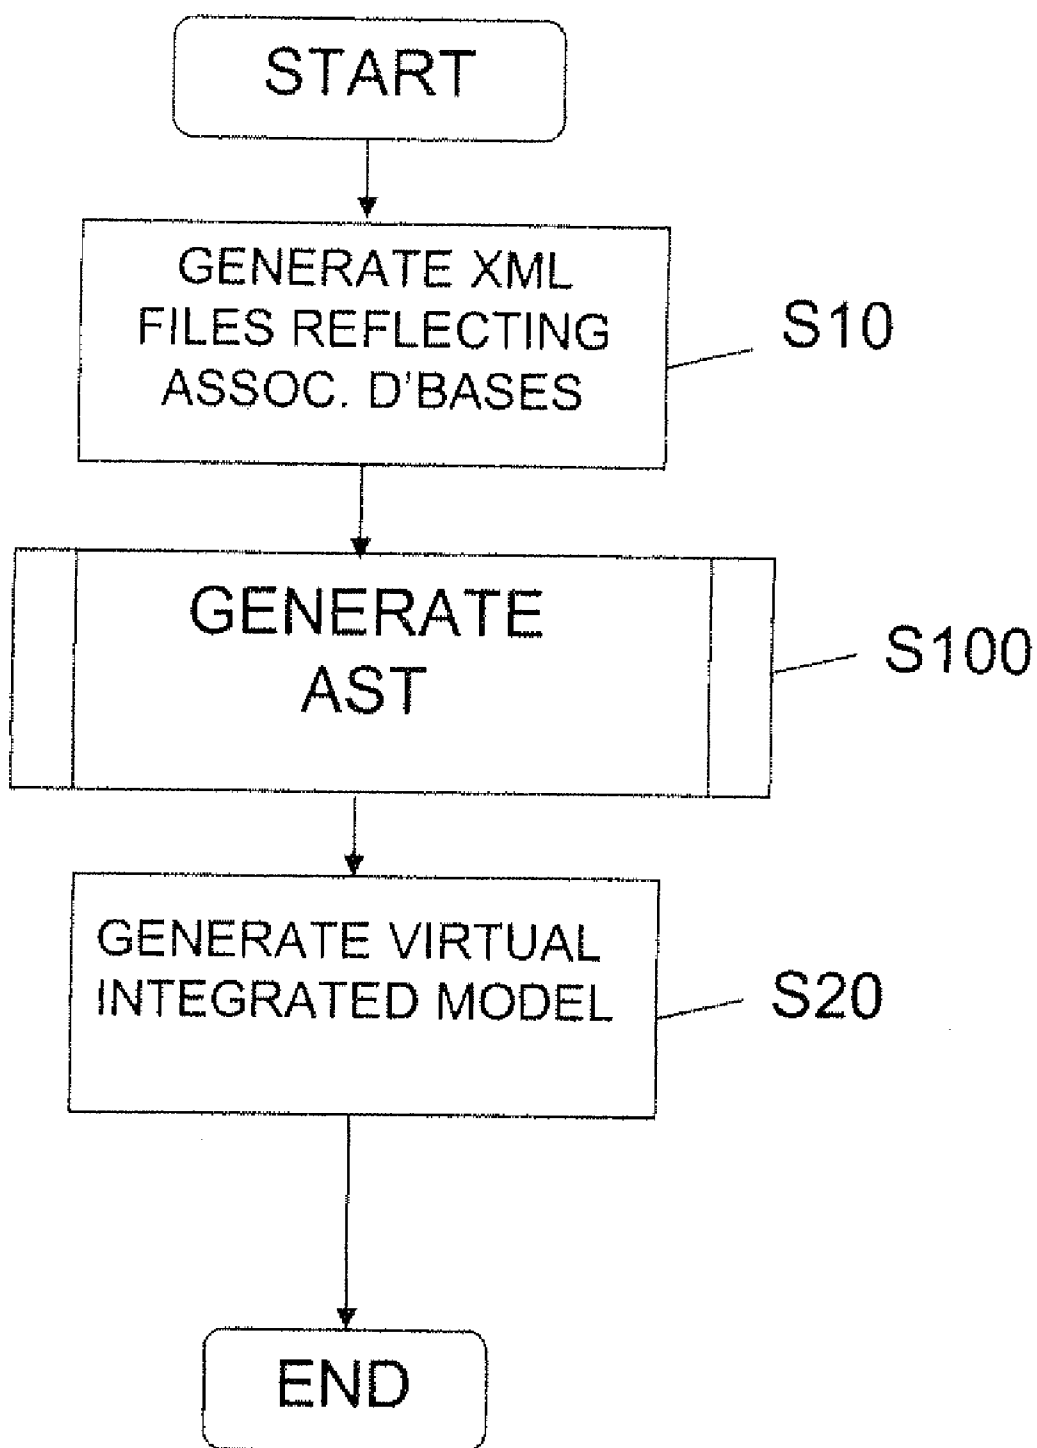 START
GENERATE XML
FILES REFLECTING
ASSOC. D'BASES
S10
GENERATE
AST
S100
GENERATE VIRTUAL
INTEGRATED MODEL
S20
END